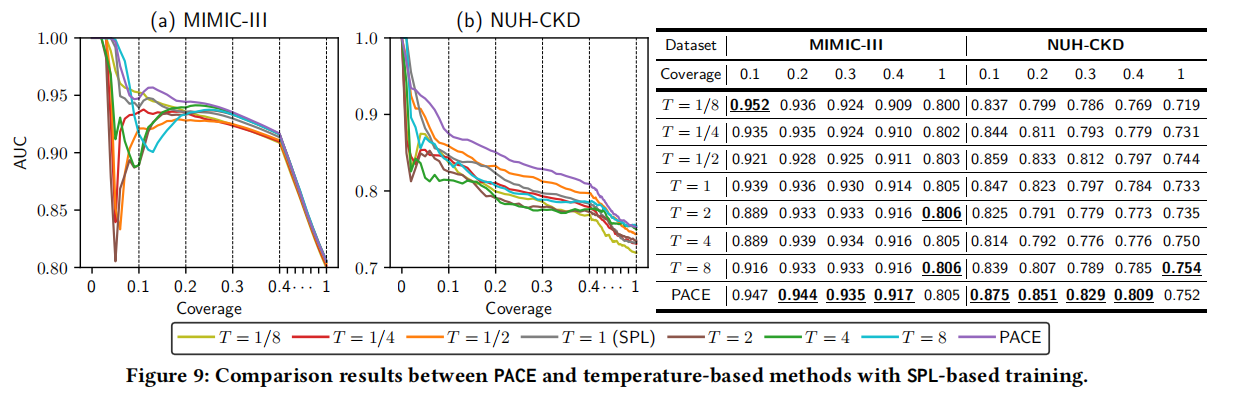 (a) MIMIC-III
(b) NUH-CKD
AUC
1.00
0.95
0.90
0.85
0.80
0 0.1 0.2 0.3 0.4 ··· 1
Coverage
1.0
0.9
0.8
0.7
0 0.1 0.2 0.3 0.4 ··· 1
Coverage
Dataset MIMIC-III NUH-CKD
Coverage 0.1 0.2 0.3 0.4 1 0.1 0.2 0.3 0.4 1
T = 1/8 0.952 0.936 0.924 0.909 0.800 0.837 0.799 0.786 0.769 0.719
T = 1/4 0.935 0.935 0.924 0.910 0.802 0.844 0.811 0.793 0.779 0.731
T = 1/2 0.921 0.928 0.925 0.911 0.803 0.859 0.833 0.812 0.797 0.744
T = 1 0.939 0.936 0.930 0.914 0.805 0.847 0.823 0.797 0.784 0.733
T = 2 0.889 0.933 0.933 0.916 0.806 0.825 0.791 0.779 0.773 0.735
T = 4 0.889 0.939 0.934 0.916 0.805 0.814 0.792 0.776 0.776 0.750
T = 8 0.916 0.933 0.933 0.916 0.806 0.839 0.807 0.789 0.785 0.754
PACE 0.947 0.944 0.935 0.917 0.805 0.875 0.851 0.829 0.809 0.752
T = 1/8 T = 1/4 T = 1/2 T = 1 (SPL) T = 2 T = 4 T = 8 PACE
Figure 9: Comparison results between PACE and temperature-based methods with SPL-based training.